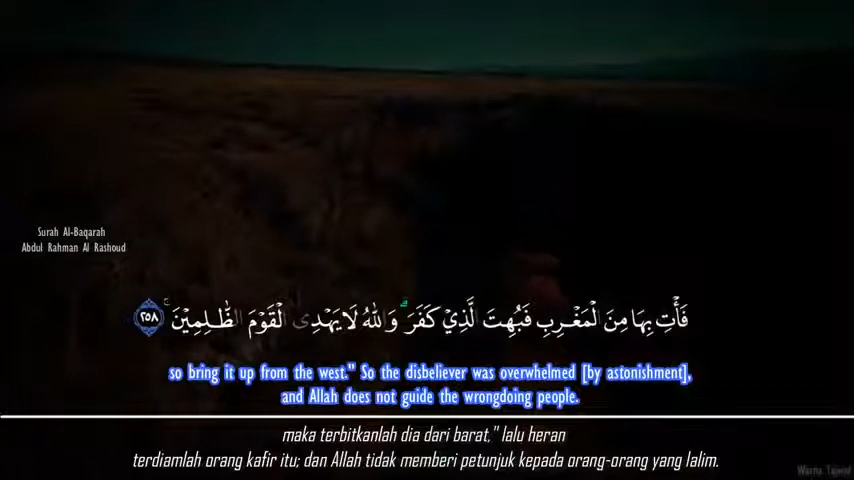 Surah Al-Baqarah
Abdul Rahman Al Rashoud
فَأْتِ بِهَا مِنَ الْمَغْرِبِ فَبُهِتَ الَّذِيْ كَفَرَ ۗ وَاللّٰهُ لَا يَهْدِى الْقَوْمَ الظّٰلِمِيْنَ ۚ ٢٥٨
so bring it up from the west." So the disbeliever was overwhelmed [by astonishment],
and Allah does not guide the wrongdoing people.
maka terbitkanlah dia dari barat," lalu heran
terdiamlah orang kafir itu; dan Allah tidak memberi petunjuk kepada orang-orang yang lalim.
Warna Tajwid